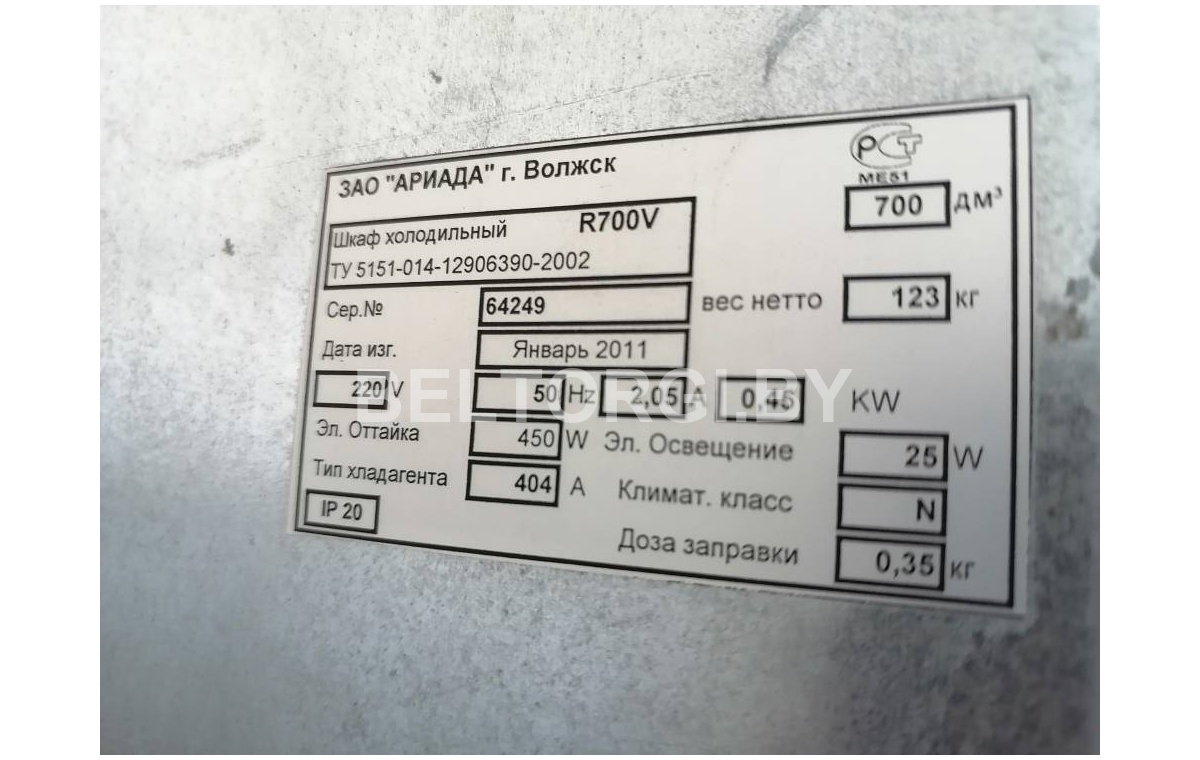 ЗАО "АРИАДА" г. Волжск
РСТ
МЕ51
Шкаф холодильный R700V
700 дм³
ТУ 5151-014-12906390-2002
Сер.№ 64249 вес нетто 123 кг
Дата изг. Январь 2011
220 V 50 Hz 2,05 A 0,45 KW
BELTORGI.BY
Эл. Оттайка 450 W Эл. Освещение 25 W
Тип хладагента 404 А Климат. класс N
IP 20
Доза заправки 0,35 кг